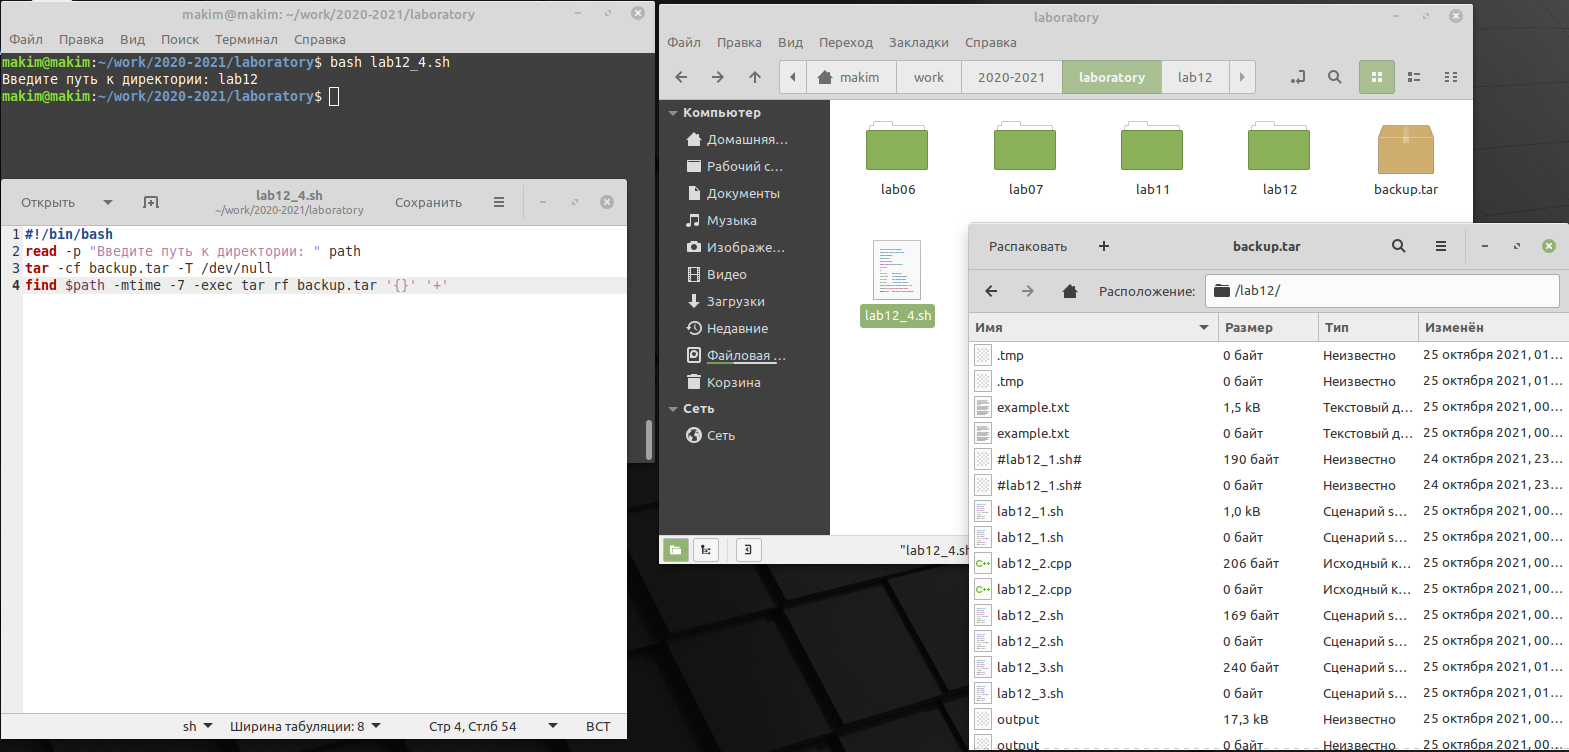 makim@makim: ~/work/2020-2021/laboratory
Файл Правка Вид Поиск Терминал Справка
makim@makim:~/work/2020-2021/laboratory$ bash lab12_4.sh
Введите путь к директории: lab12
makim@makim:~/work/2020-2021/laboratory$
Открыть lab12_4.sh Сохранить
~/work/2020-2021/laboratory
1 #!/bin/bash
2 read -p "Введите путь к директории: " path
3 tar -cf backup.tar -T /dev/null
4 find $path -mtime -7 -exec tar rf backup.tar '{}' '+'
sh Ширина табуляции: 8 Стр 4, Стлб 54 ВСТ
laboratory
Файл Правка Вид Переход Закладки Справка
makim work 2020-2021 laboratory lab12
Компьютер
Домашняя...
Рабочий с...
Документы
Музыка
Изображе...
Видео
Загрузки
Недавние
Файловая ...
Корзина
Сеть
Сеть
lab06 lab07 lab11 lab12 backup.tar
lab12_4.sh
"lab12_4.sh
Распаковать + backup.tar
Расположение: /lab12/
Имя Размер Тип Изменён
.tmp 0 байт Неизвестно 25 октября 2021, 01...
.tmp 0 байт Неизвестно 25 октября 2021, 01...
example.txt 1,5 kB Текстовый д... 25 октября 2021, 00...
example.txt 0 байт Текстовый д... 25 октября 2021, 00...
#lab12_1.sh# 190 байт Неизвестно 24 октября 2021, 23...
#lab12_1.sh# 0 байт Неизвестно 24 октября 2021, 23...
lab12_1.sh 1,0 kB Сценарий s... 25 октября 2021, 00...
lab12_1.sh 0 байт Сценарий s... 25 октября 2021, 00...
C++ lab12_2.cpp 206 байт Исходный к... 25 октября 2021, 00...
C++ lab12_2.cpp 0 байт Исходный к... 25 октября 2021, 00...
lab12_2.sh 169 байт Сценарий s... 25 октября 2021, 00...
lab12_2.sh 0 байт Сценарий s... 25 октября 2021, 00...
lab12_3.sh 240 байт Сценарий s... 25 октября 2021, 01...
lab12_3.sh 0 байт Сценарий s... 25 октября 2021, 01...
output 17,3 kB Неизвестно 25 октября 2021, 00...
output 0 байт Неизвестно 25 октября 2021, 00...